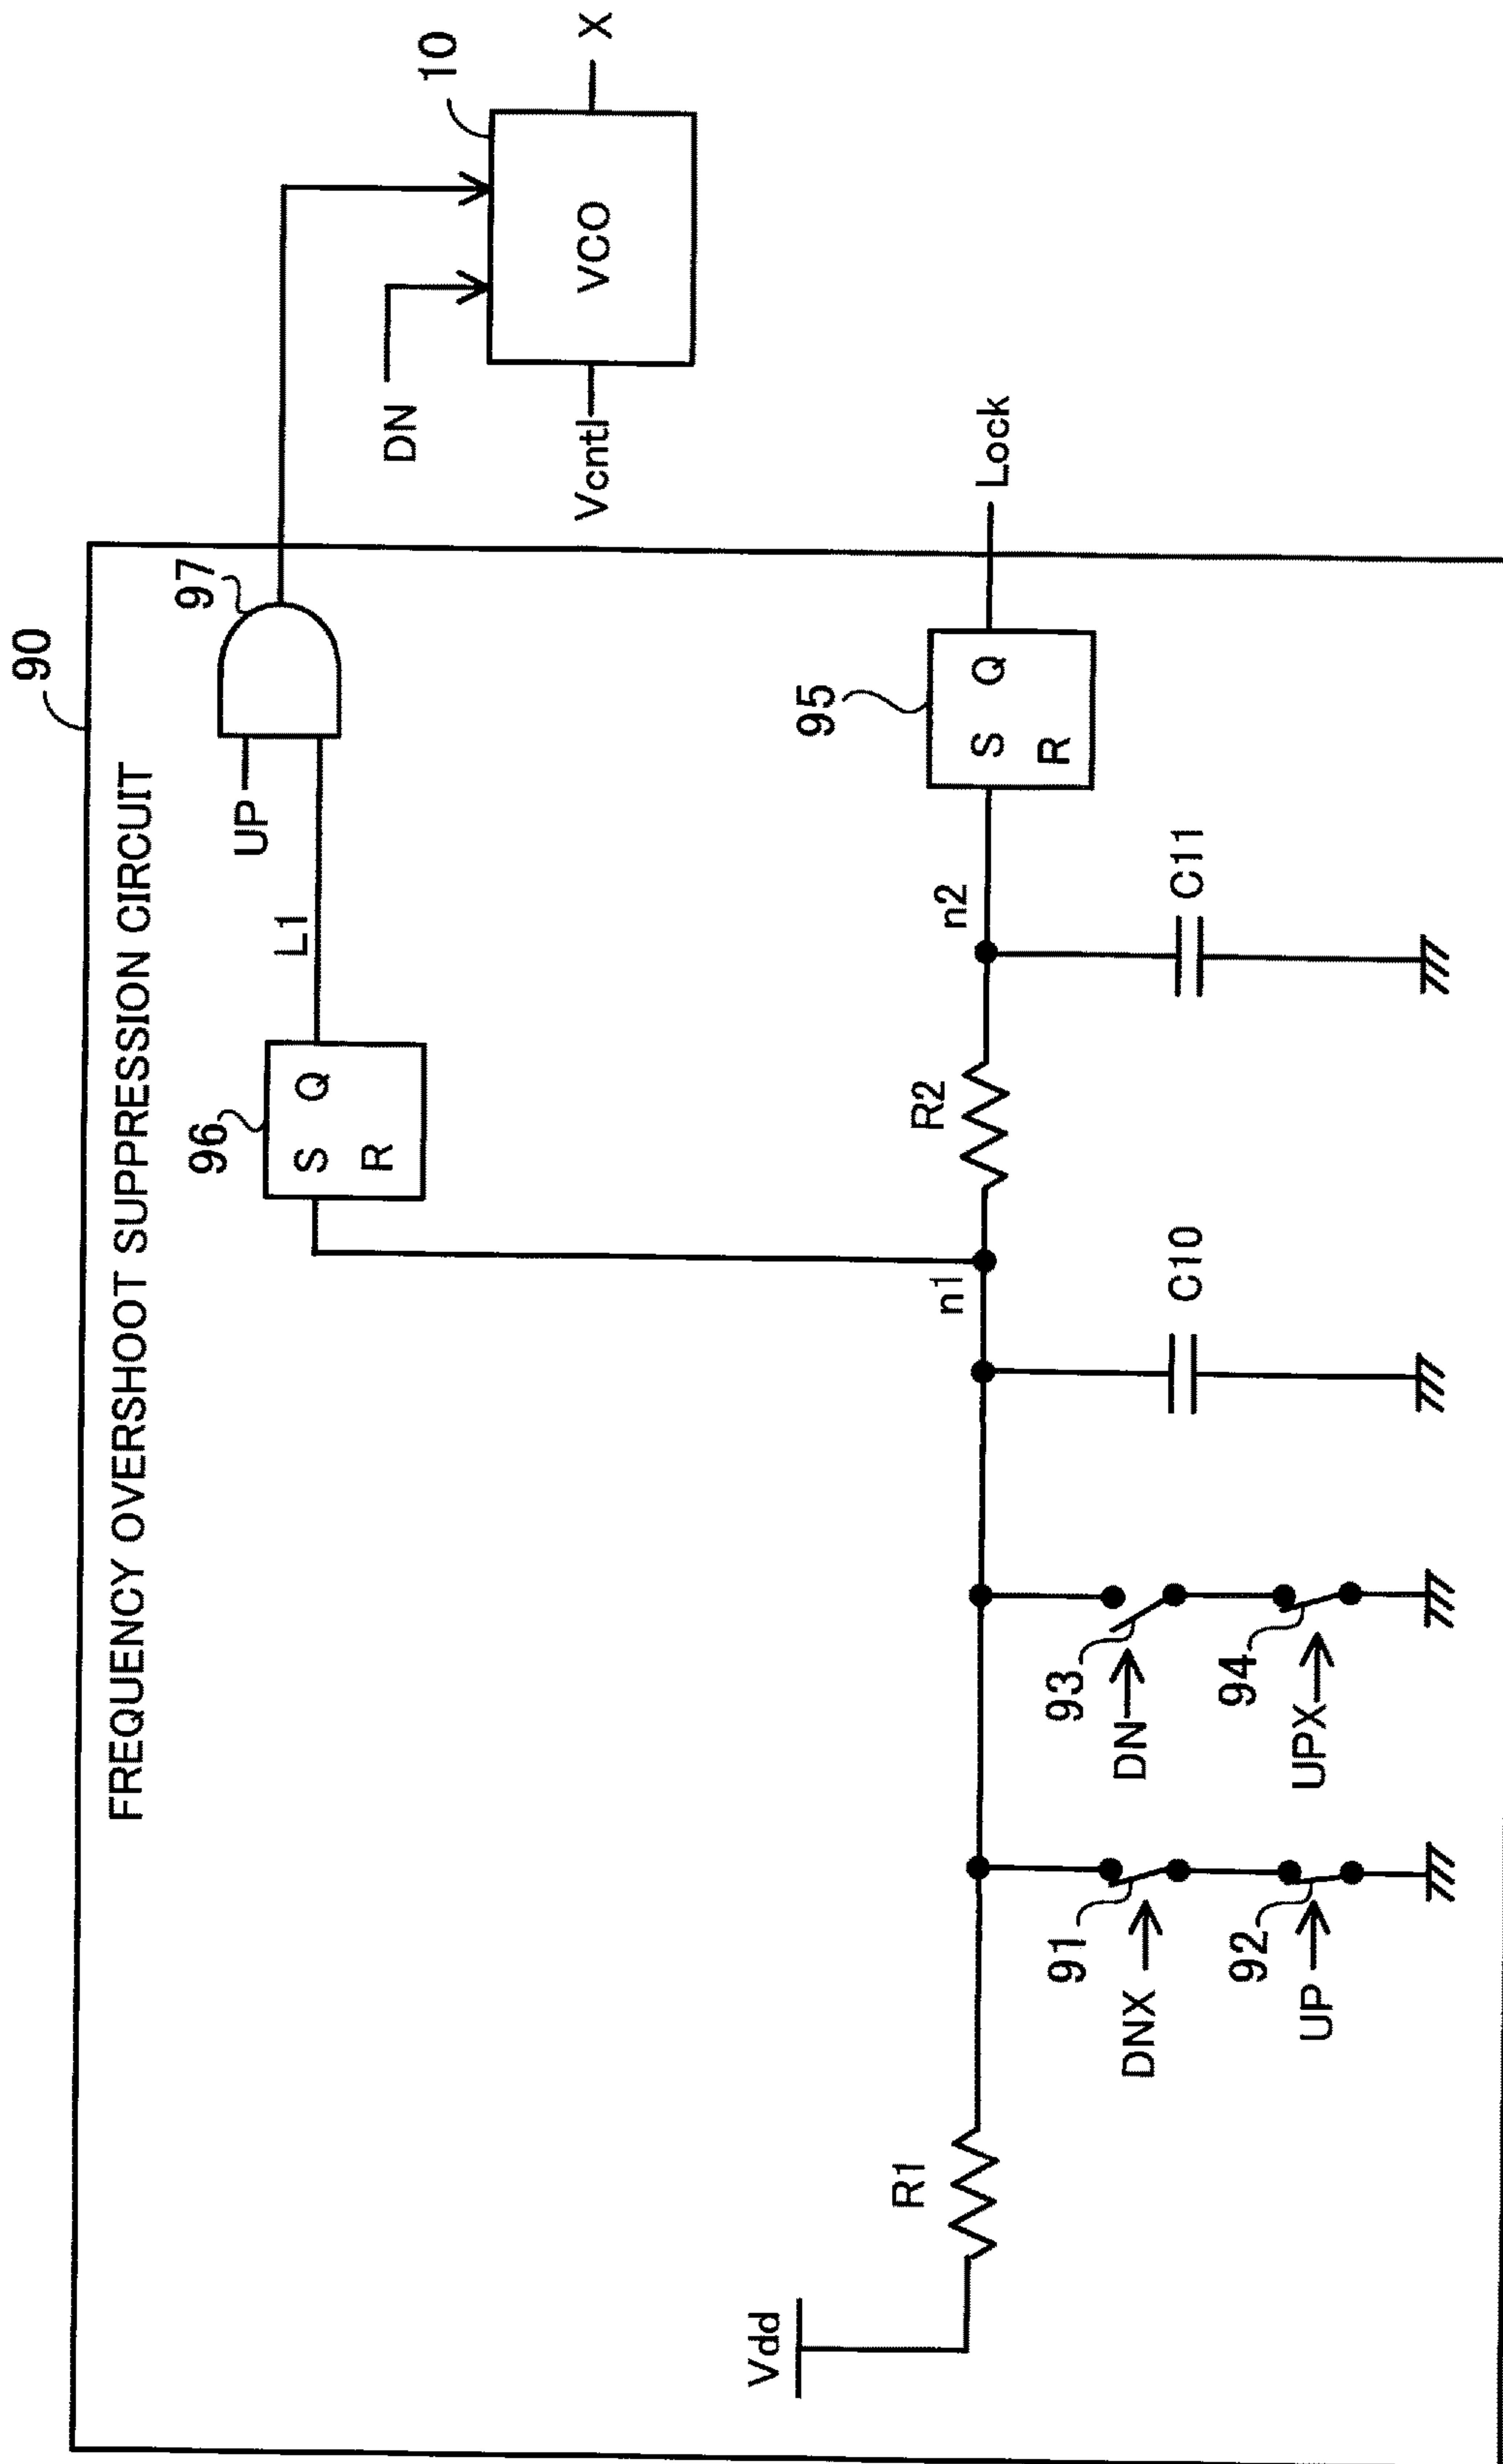 90
FREQUENCY OVERSHOOT SUPPRESSION CIRCUIT
97
UP
L1
96
S Q
R
10
VCO
X
DN
Vcntl
Vdd
R1
n1
R2
n2
95
S Q
R
Lock
C10
C11
91
DNX
92
UP
93
DN
94
UPX